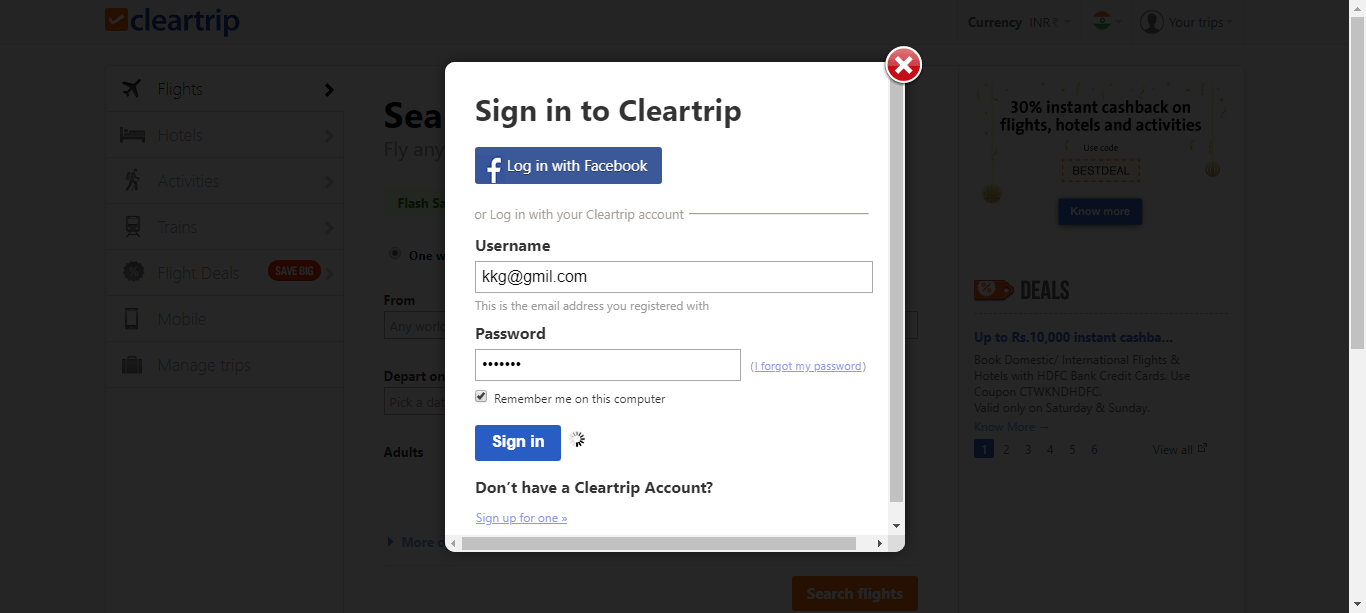 cleartrip
Currency INR₹
Your trips
Flights
Hotels
Activities
Trains
Flight Deals SAVE BIG
Mobile
Manage trips
Sea
Fly any
Flash Sa
One w
From
Any world
Depart on
Pick a dat
Adults
More o
Search flights
Sign in to Cleartrip
Log in with Facebook
or Log in with your Cleartrip account
Username
kkg@gmil.com
This is the email address you registered with
Password
•••••••
(I forgot my password)
Remember me on this computer
Sign in
Don't have a Cleartrip Account?
Sign up for one »
30% instant cashback on
flights, hotels and activities
Use code
BESTDEAL
Know more
DEALS
Up to Rs.10,000 instant cashba...
Book Domestic/ International Flights &
Hotels with HDFC Bank Credit Cards. Use
Coupon CTWKNDHDFC.
Valid only on Saturday & Sunday.
Know More →
1 2 3 4 5 6 View all